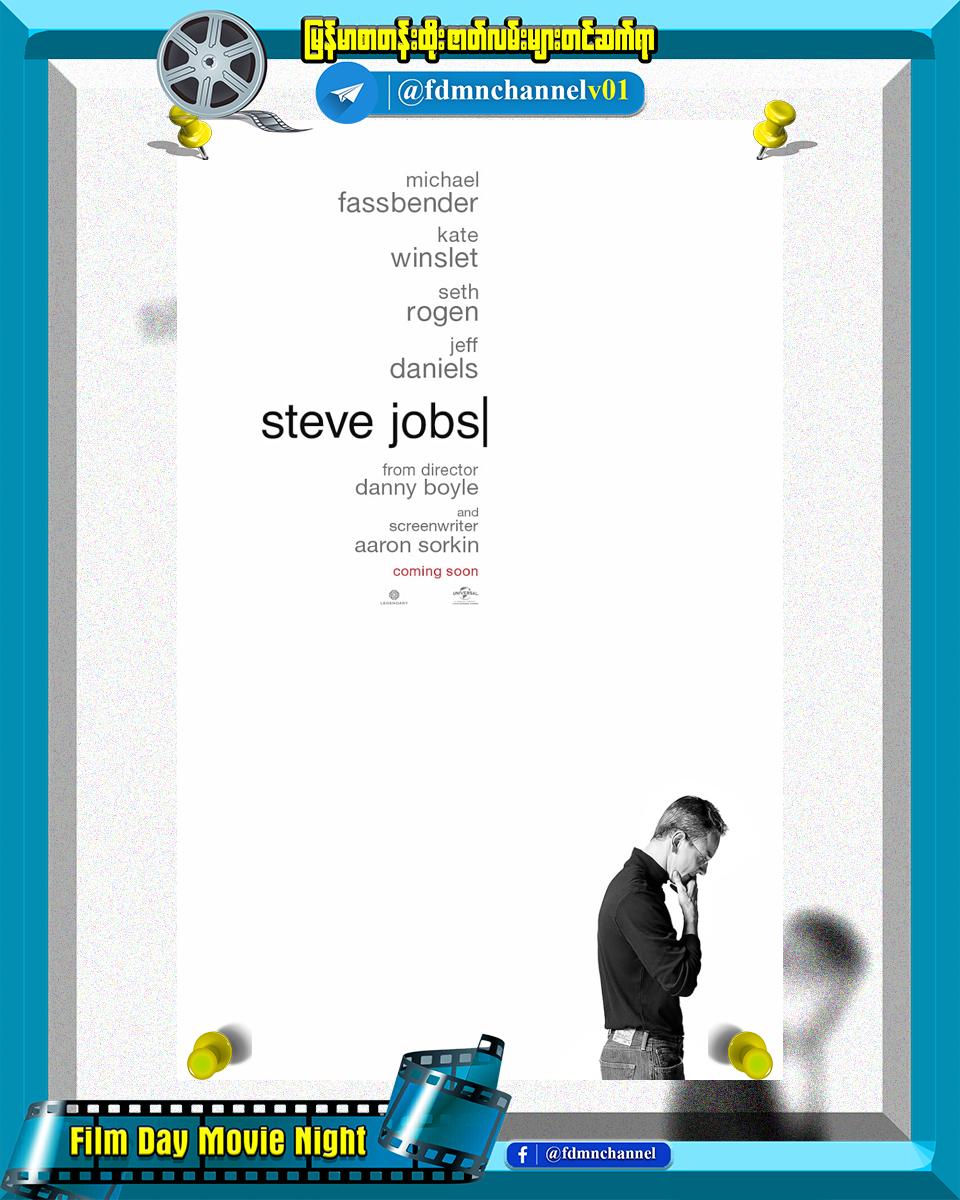 မြန်မာစာတန်းထိုးဇာတ်လမ်းများတင်ဆက်ရာ
@fdmnchannelv01
michael
fassbender
kate
winslet
seth
rogen
jeff
daniels
steve jobs|
from director
danny boyle
and
screenwriter
aaron sorkin
coming soon
LEGENDARY
UNIVERSAL
Film Day Movie Night
f | @fdmnchannel